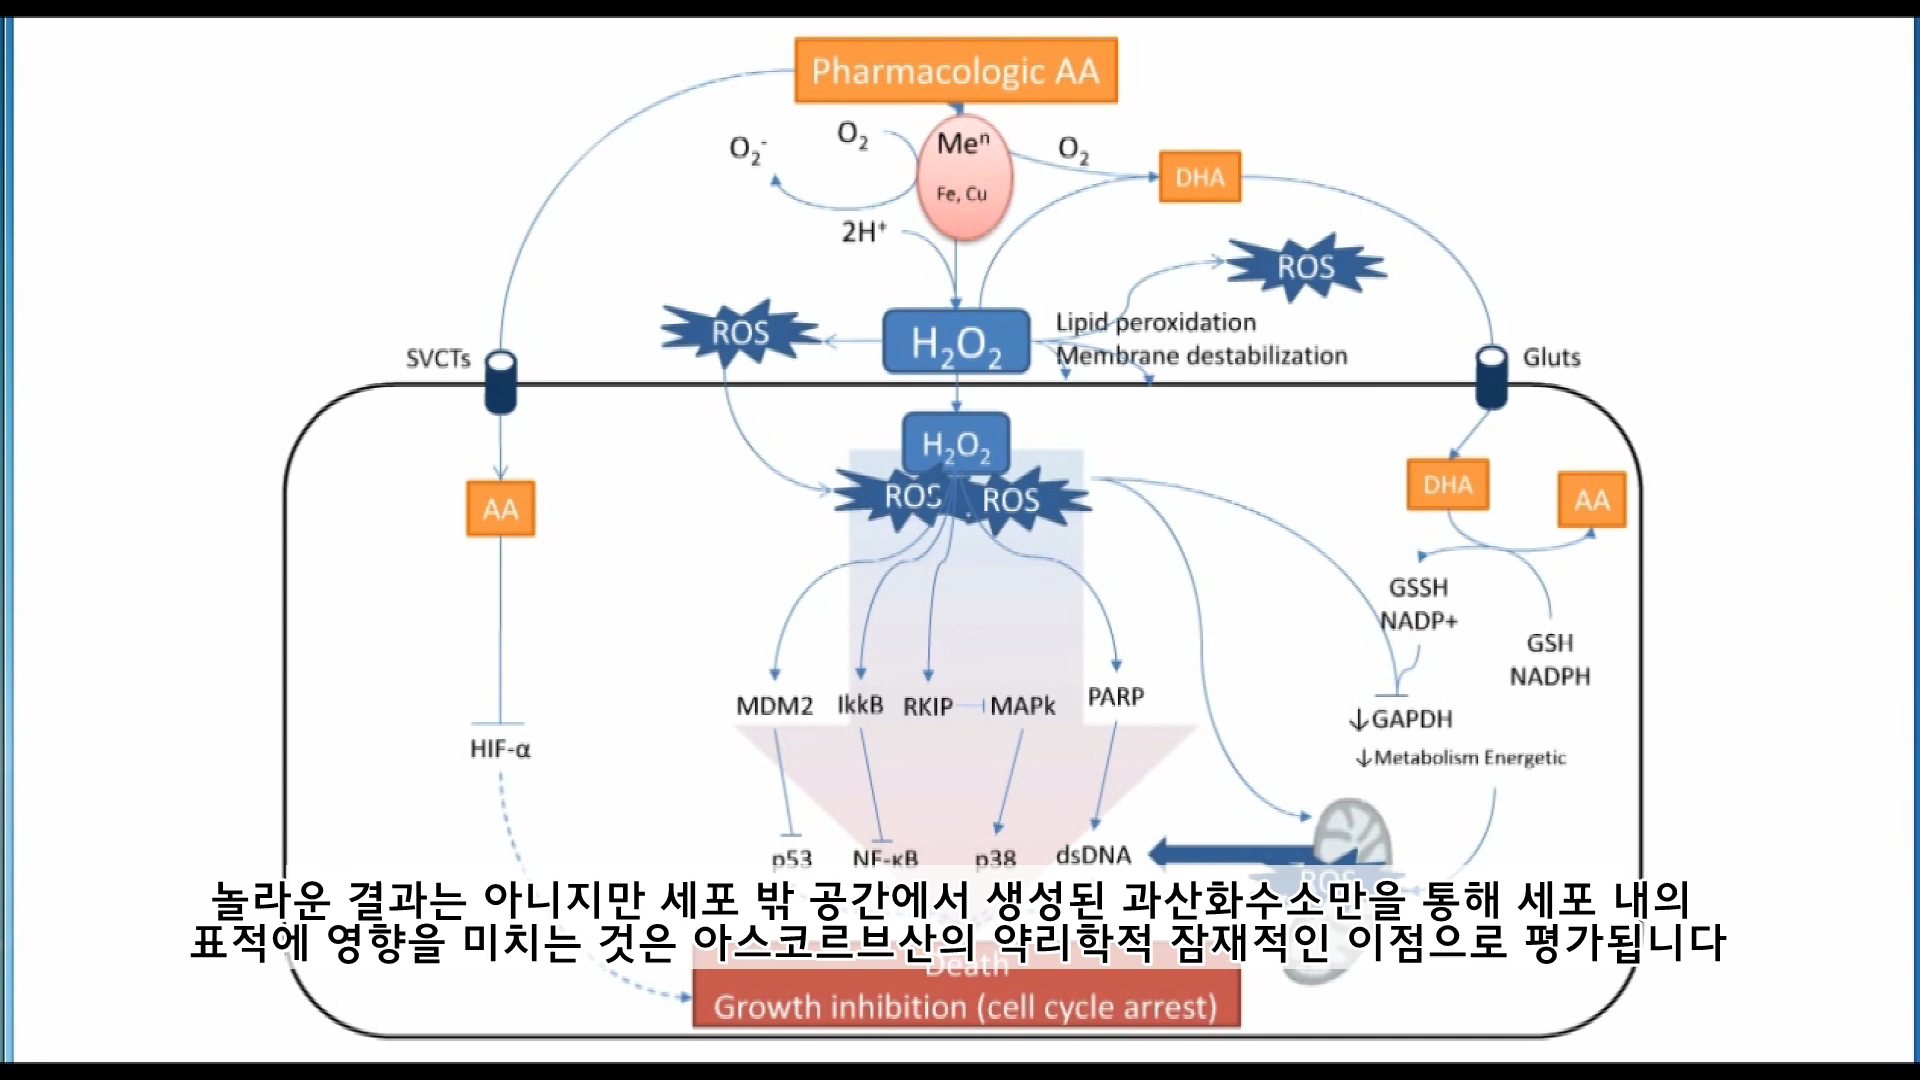 Pharmacologic AA
O₂⁻
O₂
Meⁿ
Fe, Cu
O₂
DHA
2H⁺
ROS
ROS
H₂O₂
Lipid peroxidation
Membrane destabilization
SVCTs
Gluts
H₂O₂
ROS
ROS
AA
DHA
AA
GSSH
NADP+
GSH
NADPH
MDM2
IkkB
RKIP
MAPk
PARP
↓GAPDH
↓Metabolism Energetic
HIF-α
p53
NF-κB
p38
dsDNA
ROS
놀라운 결과는 아니지만 세포 밖 공간에서 생성된 과산화수소만을 통해 세포 내의
표적에 영향을 미치는 것은 아스코르브산의 약리학적 잠재적인 이점으로 평가됩니다
Death
Growth inhibition (cell cycle arrest)